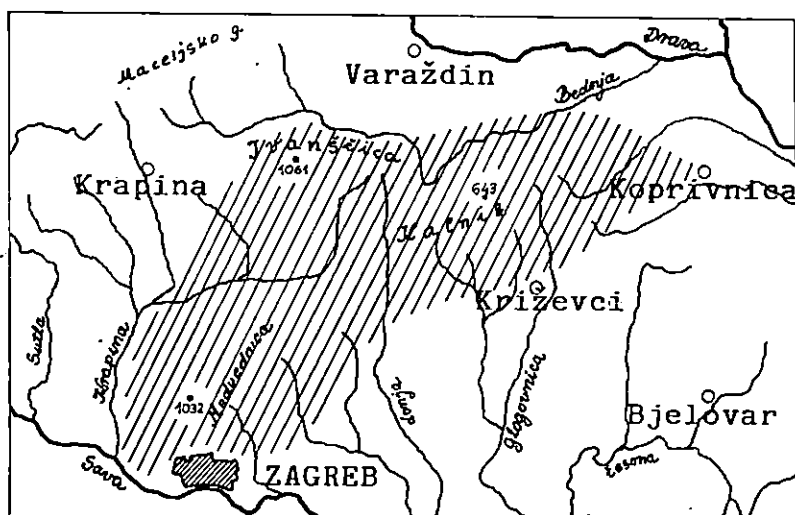 Maceljsko g.
Varaždin
Drava
Bednja
Ivanščica
1061
Krapina
643
Koprivnica
Kalnik
Križevci
Sutla
Krapina
Medvednica
1032
Lonja
Glogovnica
Bjelovar
Česma
Sava
ZAGREB